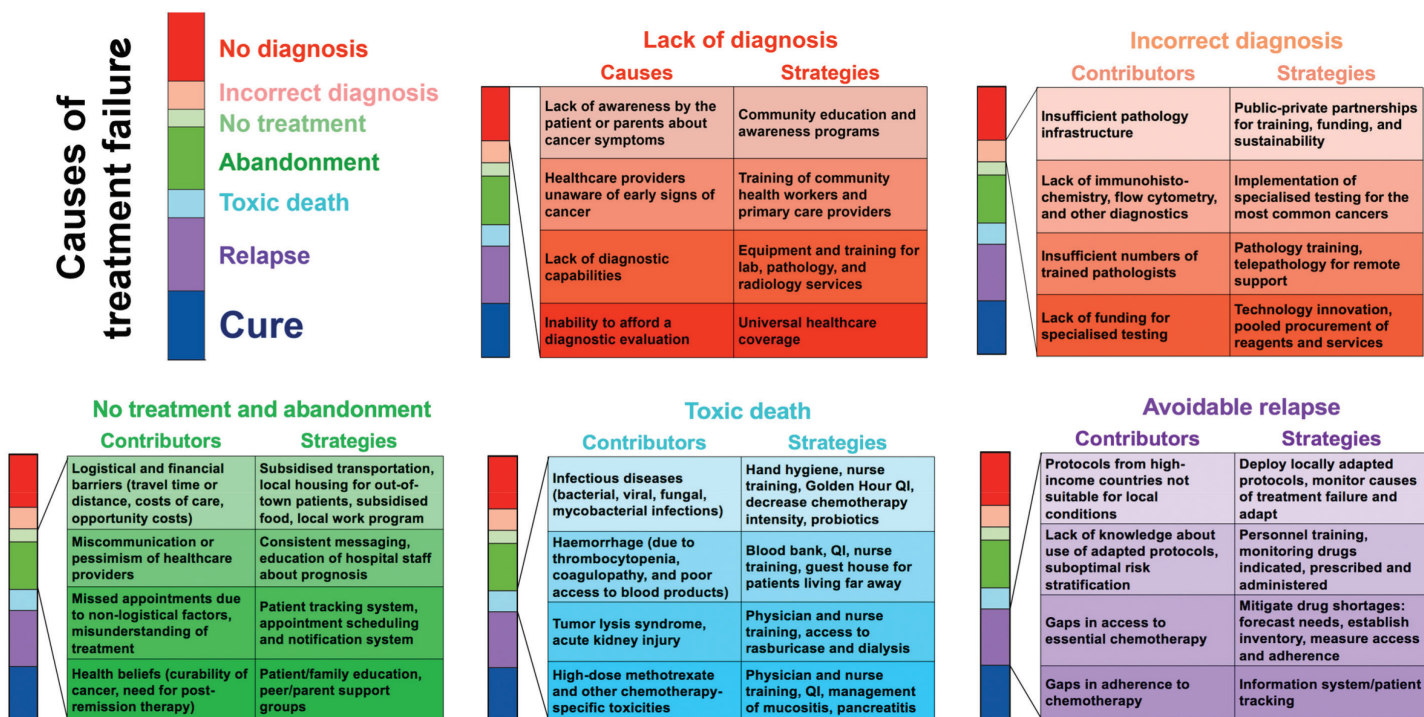 Causes of
treatment failure
No diagnosis
Incorrect diagnosis
No treatment
Abandonment
Toxic death
Relapse
Cure
Lack of diagnosis
Causes
Strategies
Lack of awareness by the
patient or parents about
cancer symptoms
Community education and
awareness programs
Healthcare providers
unaware of early signs of
cancer
Training of community
health workers and
primary care providers
Lack of diagnostic
capabilities
Equipment and training for
lab, pathology, and
radiology services
Inability to afford a
diagnostic evaluation
Universal healthcare
coverage
Incorrect diagnosis
Contributors
Strategies
Insufficient pathology
infrastructure
Public-private partnerships
for training, funding, and
sustainability
Lack of immunohisto-
chemistry, flow cytometry,
and other diagnostics
Implementation of
specialised testing for the
most common cancers
Insufficient numbers of
trained pathologists
Pathology training,
telepathology for remote
support
Lack of funding for
specialised testing
Technology innovation,
pooled procurement of
reagents and services
No treatment and abandonment
Contributors
Strategies
Logistical and financial
barriers (travel time or
distance, costs of care,
opportunity costs)
Subsidised transportation,
local housing for out-of-
town patients, subsidised
food, local work program
Miscommunication or
pessimism of healthcare
providers
Consistent messaging,
education of hospital staff
about prognosis
Missed appointments due
to non-logistical factors,
misunderstanding of
treatment
Patient tracking system,
appointment scheduling
and notification system
Health beliefs (curability of
cancer, need for post-
remission therapy)
Patient/family education,
peer/parent support
groups
Toxic death
Contributors
Strategies
Infectious diseases
(bacterial, viral, fungal,
mycobacterial infections)
Hand hygiene, nurse
training, Golden Hour QI,
decrease chemotherapy
intensity, probiotics
Haemorrhage (due to
thrombocytopenia,
coagulopathy, and poor
access to blood products)
Blood bank, QI, nurse
training, guest house for
patients living far away
Tumor lysis syndrome,
acute kidney injury
Physician and nurse
training, access to
rasburicase and dialysis
High-dose methotrexate
and other chemotherapy-
specific toxicities
Physician and nurse
training, QI, management
of mucositis, pancreatitis
Avoidable relapse
Contributors
Strategies
Protocols from high-
income countries not
suitable for local
conditions
Deploy locally adapted
protocols, monitor causes
of treatment failure and
adapt
Lack of knowledge about
use of adapted protocols,
suboptimal risk
stratification
Personnel training,
monitoring drugs
indicated, prescribed and
administered
Gaps in access to
essential chemotherapy
Mitigate drug shortages:
forecast needs, establish
inventory, measure access
and adherence
Gaps in adherence to
chemotherapy
Information system/patient
tracking